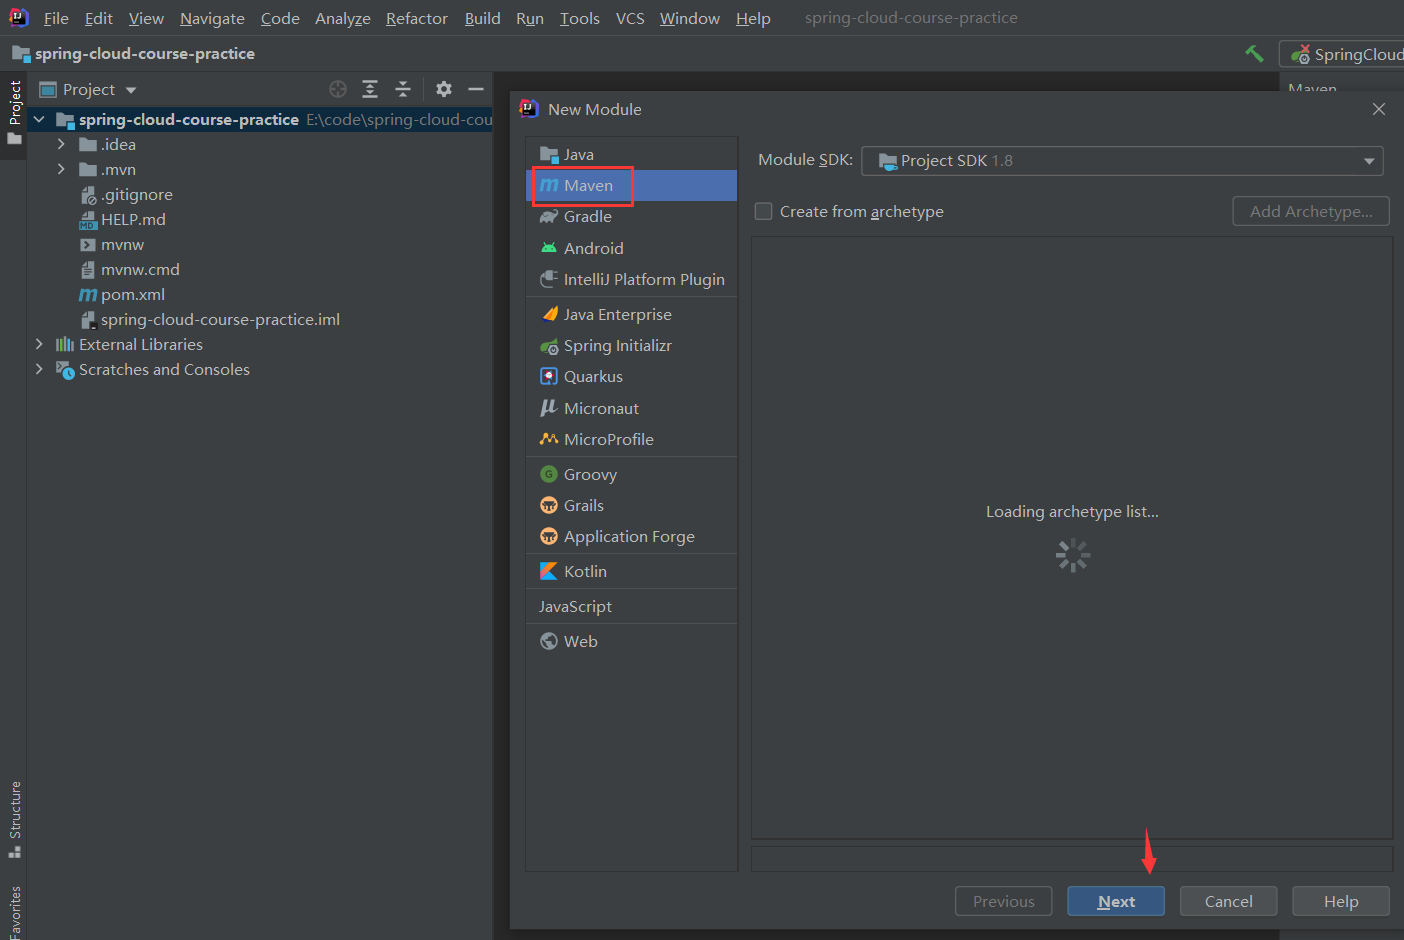 File Edit View Navigate Code Analyze Refactor Build Run Tools VCS Window Help spring-cloud-course-practice
spring-cloud-course-practice
SpringCloud
Project
Project
spring-cloud-course-practice E:\code\spring-cloud-cou
.idea
.mvn
.gitignore
HELP.md
mvnw
mvnw.cmd
pom.xml
spring-cloud-course-practice.iml
External Libraries
Scratches and Consoles
Structure
Favorites
Maven
New Module
Java
Maven
Gradle
Android
IntelliJ Platform Plugin
Java Enterprise
Spring Initializr
Quarkus
Micronaut
MicroProfile
Groovy
Grails
Application Forge
Kotlin
JavaScript
Web
Module SDK: Project SDK 1.8
Create from archetype
Add Archetype...
Loading archetype list...
Previous
Next
Cancel
Help